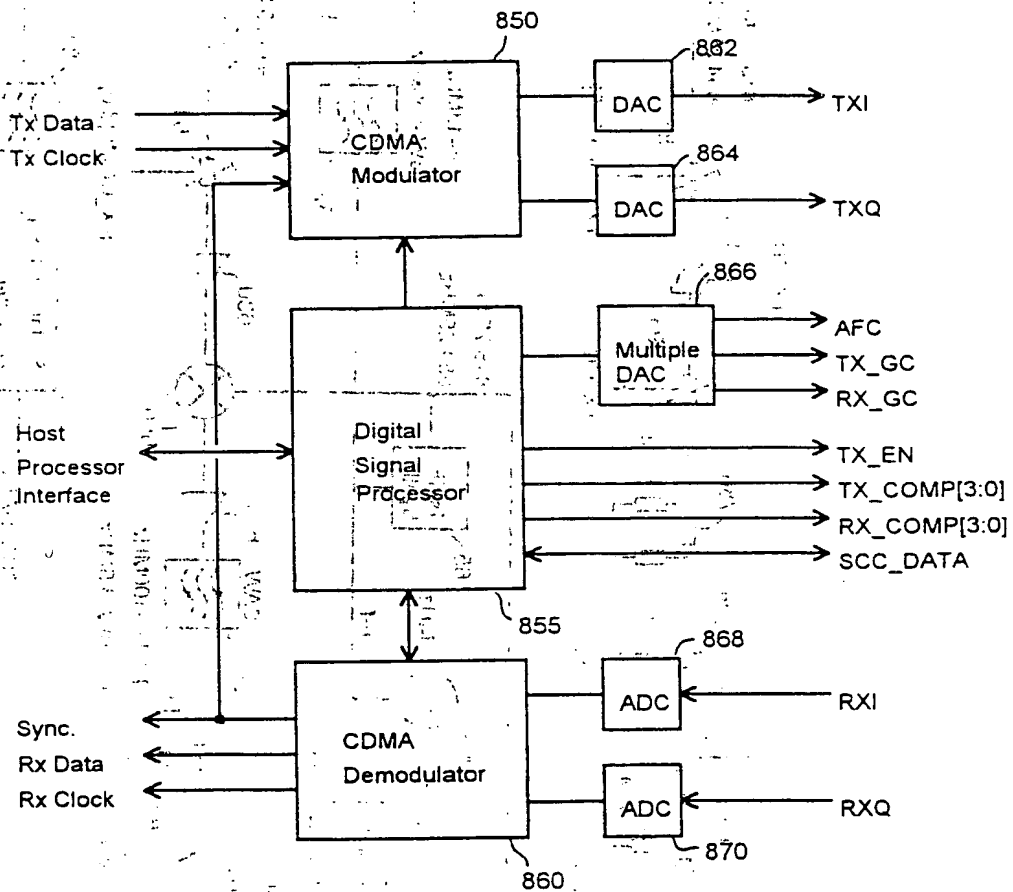 850
862
Tx Data
Tx Clock
CDMA
Modulator
DAC
TXI
864
DAC
TXQ
866
Multiple
DAC
AFC
TX_GC
RX_GC
Host
Processor
Interface
Digital
Signal
Processor
TX_EN
TX_COMP[3:0]
RX_COMP[3:0]
SCC_DATA
855
868
ADC
RXI
Sync.
Rx Data
Rx Clock
CDMA
Demodulator
ADC
RXQ
870
860